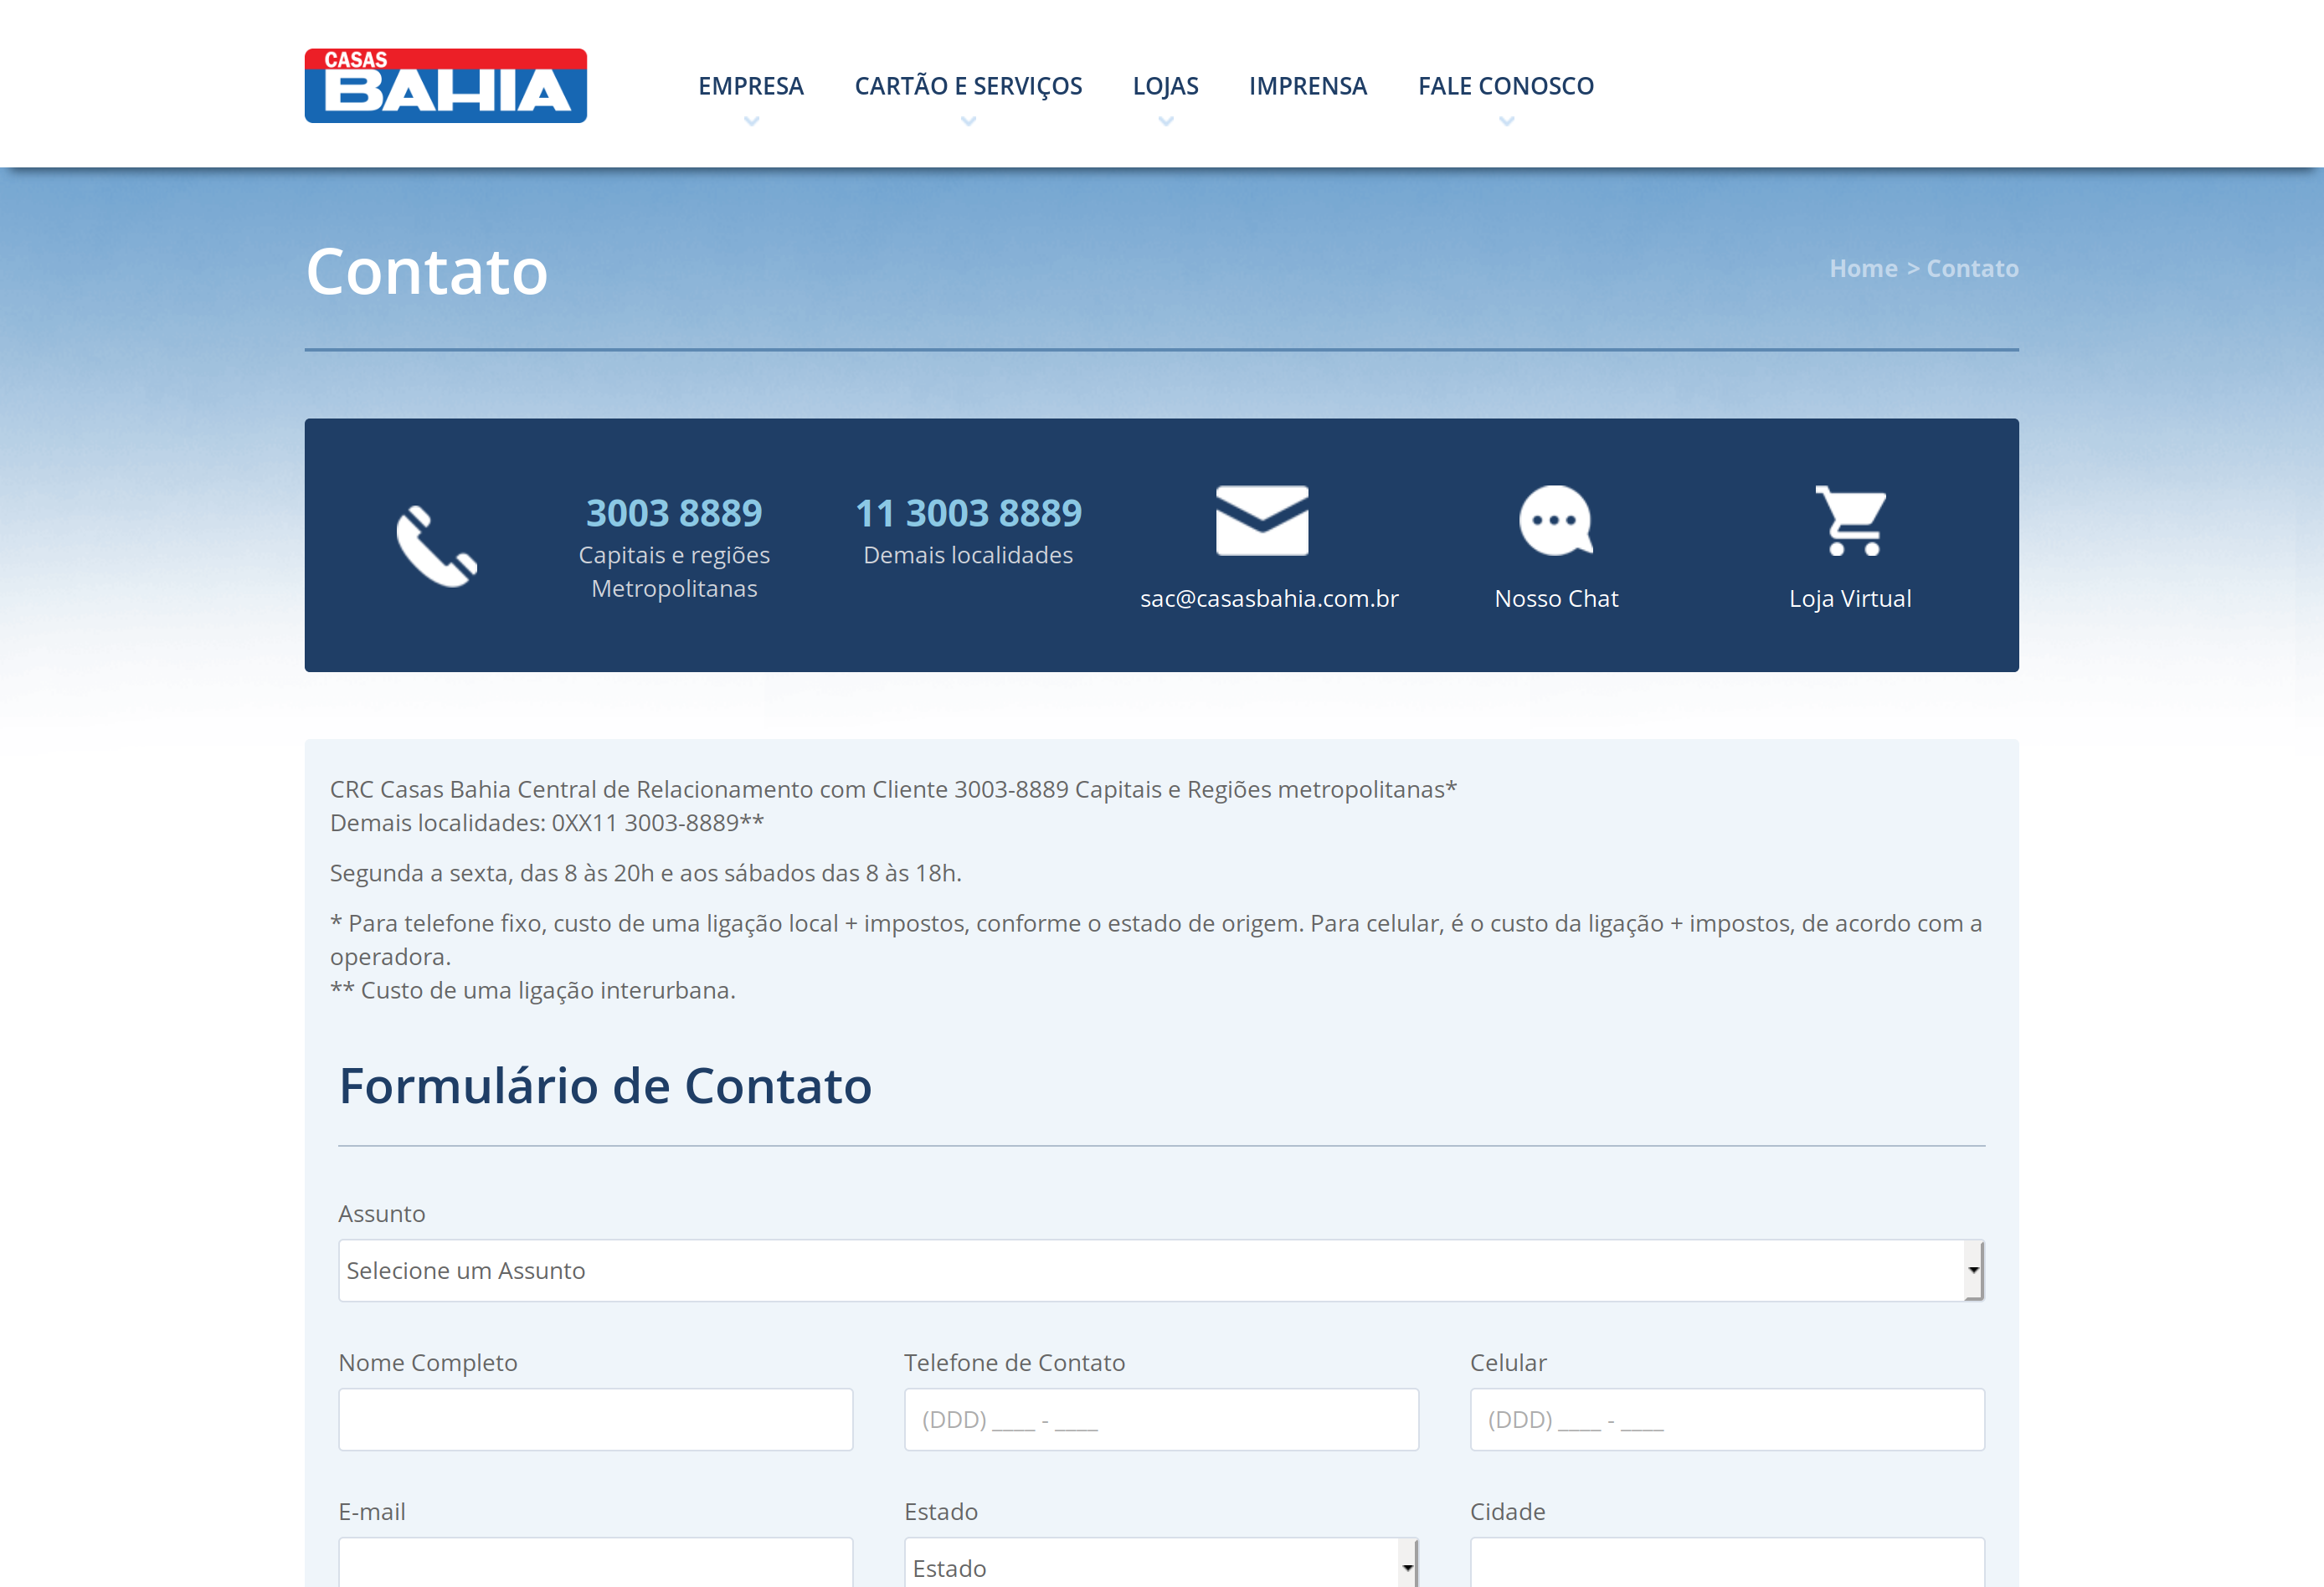 CASAS
BAHIA
EMPRESA
CARTÃO E SERVIÇOS
LOJAS
IMPRENSA
FALE CONOSCO
Contato
Home > Contato
3003 8889
Capitais e regiões
Metropolitanas
11 3003 8889
Demais localidades
sac@casasbahia.com.br
Nosso Chat
Loja Virtual
CRC Casas Bahia Central de Relacionamento com Cliente 3003-8889 Capitais e Regiões metropolitanas*
Demais localidades: 0XX11 3003-8889**
Segunda a sexta, das 8 às 20h e aos sábados das 8 às 18h.
* Para telefone fixo, custo de uma ligação local + impostos, conforme o estado de origem. Para celular, é o custo da ligação + impostos, de acordo com a
operadora.
** Custo de uma ligação interurbana.
Formulário de Contato
Assunto
Selecione um Assunto
Nome Completo
Telefone de Contato
Celular
(DDD) ____ - ____
(DDD) ____ - ____
E-mail
Estado
Cidade
Estado